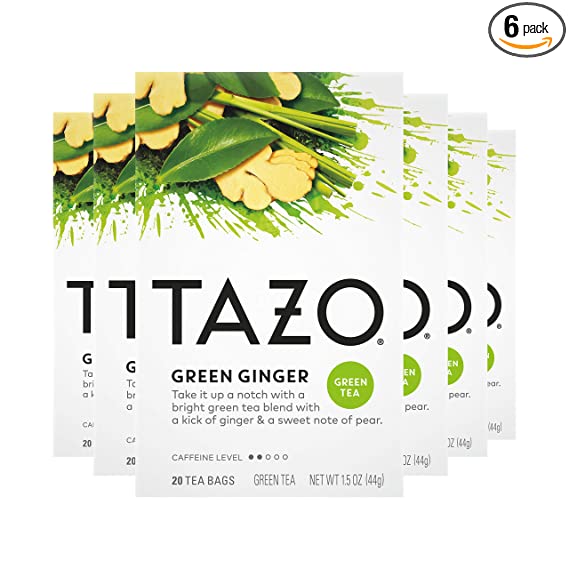 6 pack
TAZO®
GREEN GINGER
GREEN
TEA
Take it up a notch with a
bright green tea blend with
a kick of ginger & a sweet note of pear.
CAFFEINE LEVEL
20 TEA BAGS GREEN TEA NET WT 1.5 OZ (44g)